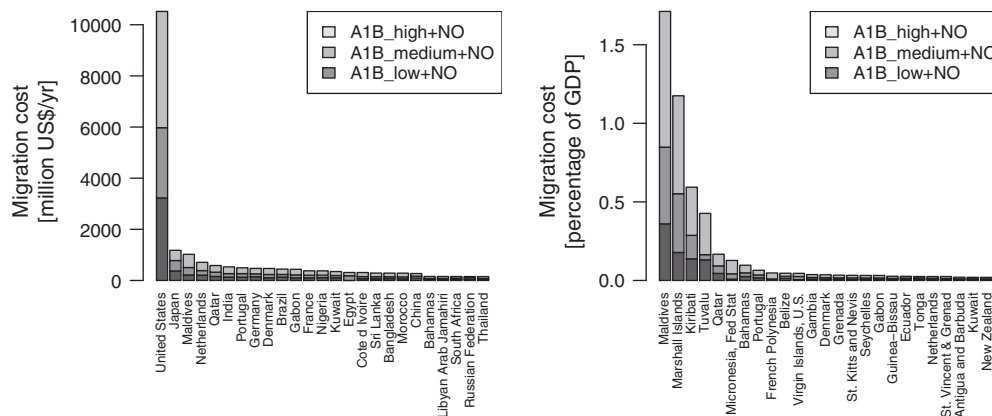 Migration cost
[million US$/yr]
10000
8000
6000
4000
2000
0
A1B_high+NO
A1B_medium+NO
A1B_low+NO
United States
Japan
Maldives
Netherlands
Qatar
India
Portugal
Germany
Denmark
Brazil
Gabon
France
Nigeria
Kuwait
Egypt
Cote d Ivoire
Sri Lanka
Bangladesh
Morocco
China
Bahamas
Libyan Arab Jamahiri
South Africa
Russian Federation
Thailand
Migration cost
[percentage of GDP]
1.5
1.0
0.5
0.0
A1B_high+NO
A1B_medium+NO
A1B_low+NO
Maldives
Marshall Islands
Kiribati
Tuvalu
Qatar
Micronesia, Fed Stat
Bahamas
Portugal
French Polynesia
Belize
Virgin Islands, U.S.
Gambia
Denmark
Grenada
St. Kitts and Nevis
Seychelles
Gabon
Guinea−Bissau
Ecuador
Tonga
Netherlands
St. Vincent & Grenad
Antigua and Barbuda
Kuwait
New Zealand